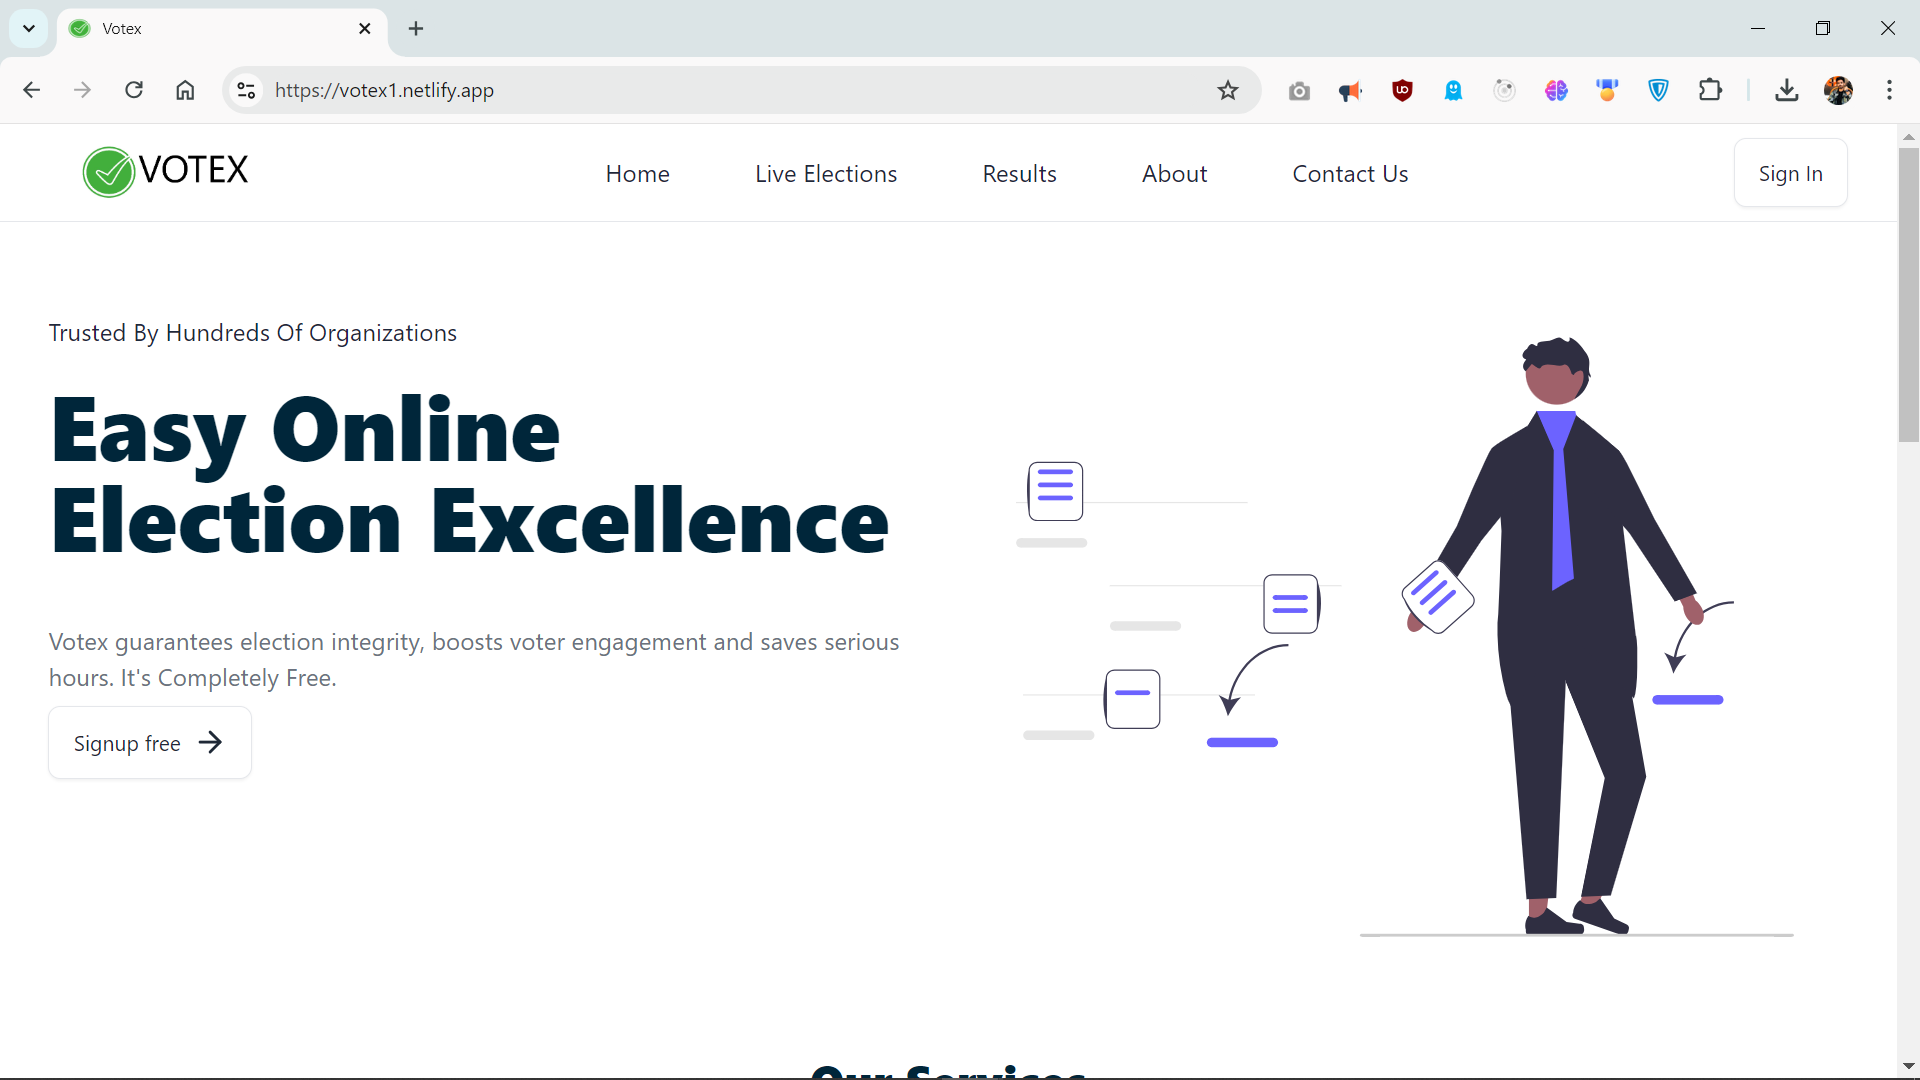 Votex
https://votex1.netlify.app
VOTEX
Home
Live Elections
Results
About
Contact Us
Sign In
Trusted By Hundreds Of Organizations
Easy Online
Election Excellence
Votex guarantees election integrity, boosts voter engagement and saves serious
hours. It's Completely Free.
Signup free
Our Services